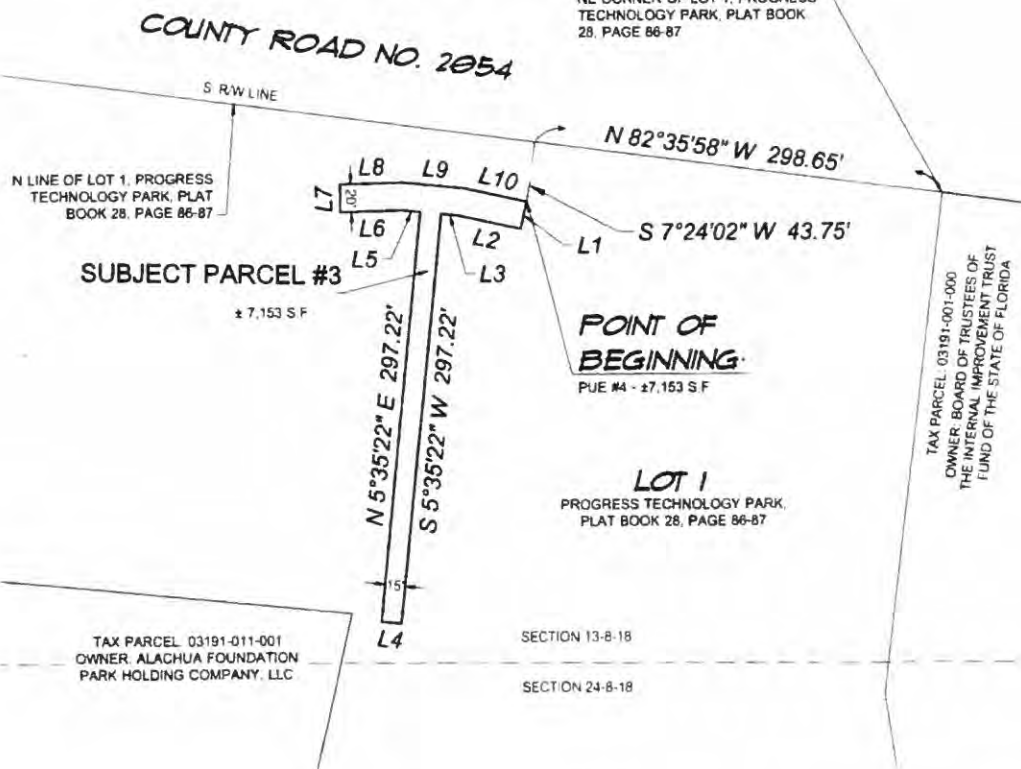 TECHNOLOGY PARK, PLAT BOOK
28, PAGE 86-87
COUNTY ROAD NO. 2054
S R/W LINE
N 82°35'58" W 298.65'
N LINE OF LOT 1, PROGRESS
TECHNOLOGY PARK, PLAT
BOOK 28, PAGE 86-87
L7
20'
L8
L9
L10
L6
L5
L2
L3
L1
S 7°24'02" W 43.75'
SUBJECT PARCEL #3
± 7,153 S.F
N 5°35'22" E 297.22'
S 5°35'22" W 297.22'
POINT OF
BEGINNING
PUE #4 - ±7,153 S.F
TAX PARCEL: 03191-001-000
OWNER: BOARD OF TRUSTEES OF
THE INTERNAL IMPROVEMENT TRUST
FUND OF THE STATE OF FLORIDA
LOT 1
PROGRESS TECHNOLOGY PARK,
PLAT BOOK 28, PAGE 86-87
15'
L4
TAX PARCEL 03191-011-001
OWNER: ALACHUA FOUNDATION
PARK HOLDING COMPANY, LLC
SECTION 13-8-18
SECTION 24-8-18